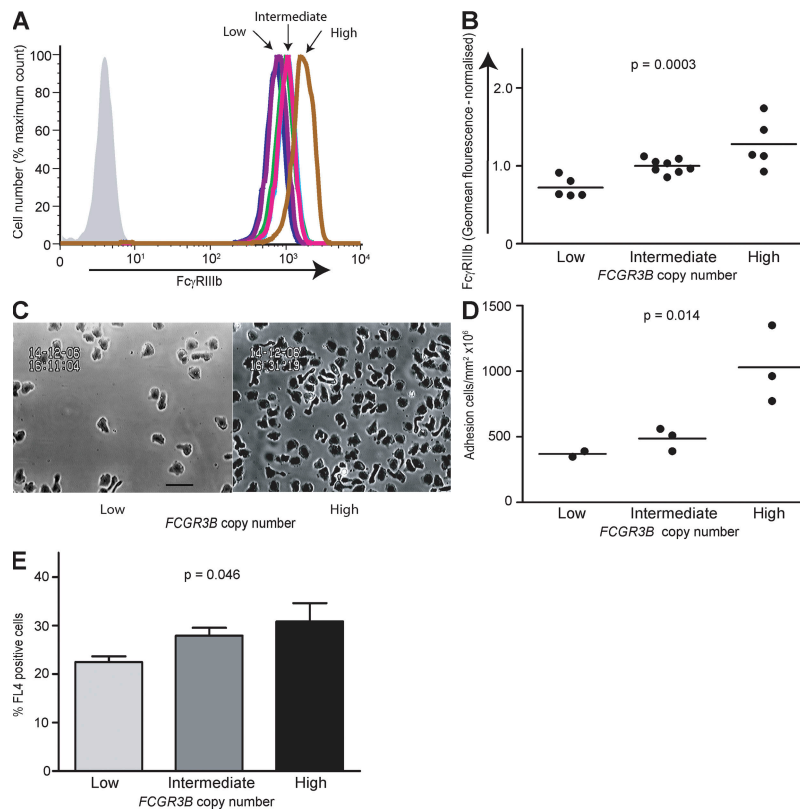 A
Intermediate
Low
High
Cell number (% maximum count)
100
80
60
40
20
0
0
10¹
10²
10³
10⁴
FcγRIIIb
B
p = 0.0003
FcγRIIIb (Geomean flourescence - normalised)
2.0
1.0
0
Low
Intermediate
High
FCGR3B copy number
C
14-12-06
16:11:04
14-12-06
16:31:19
Low
High
FCGR3B copy number
D
p = 0.014
Adhesion cells/mm² x10⁶
1500
1000
500
0
Low
Intermediate
High
FCGR3B copy number
E
p = 0.046
% FL4 positive cells
40
30
20
10
0
Low
Intermediate
High
FCGR3B copy number